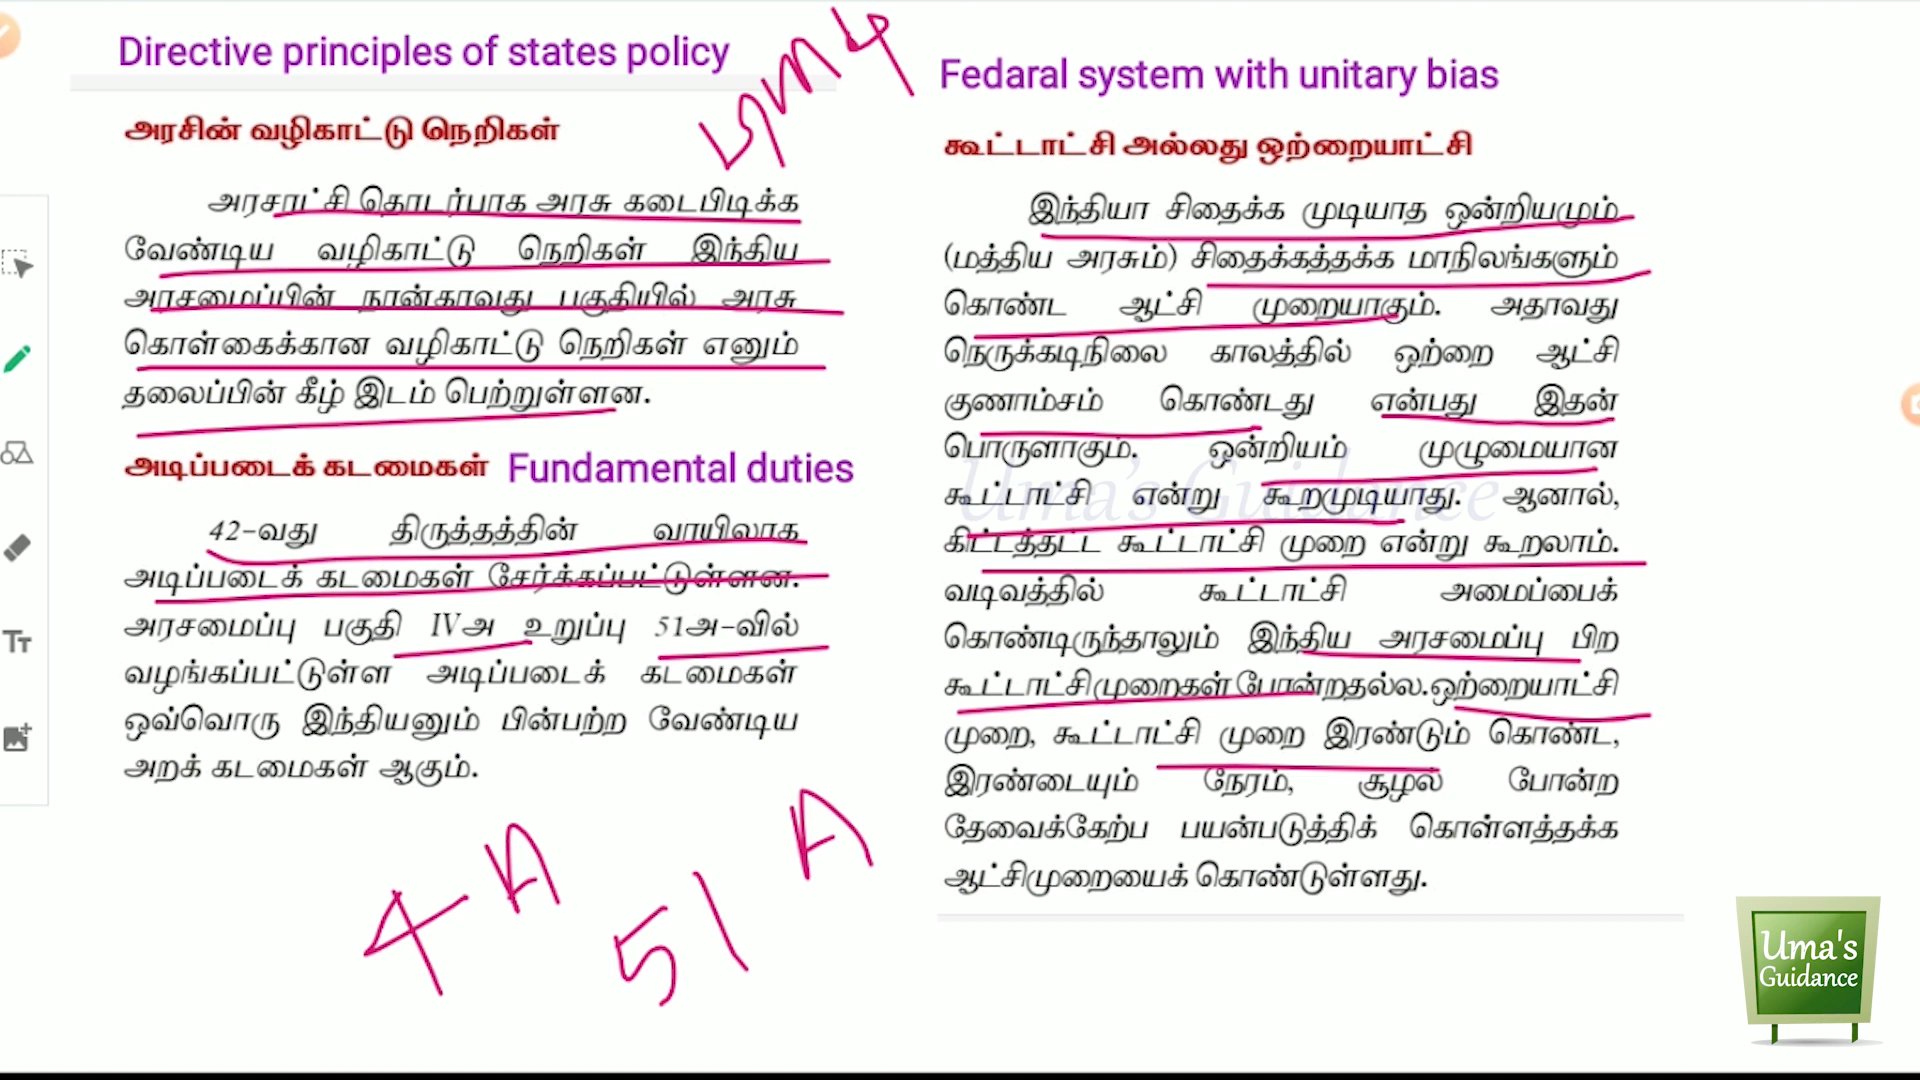 Directive principles of states policy
அரசின் வழிகாட்டு நெறிகள்
அரசாட்சி தொடர்பாக அரசு கடைபிடிக்க
வேண்டிய வழிகாட்டு நெறிகள் இந்திய
அரசமைப்பின் நான்காவது பகுதியில் அரசு
கொள்கைக்கான வழிகாட்டு நெறிகள் எனும்
தலைப்பின் கீழ் இடம் பெற்றுள்ளன.
அடிப்படைக் கடமைகள் Fundamental duties
42-வது திருத்தத்தின் வாயிலாக
அடிப்படைக் கடமைகள் சேர்க்கப்பட்டுள்ளன.
அரசமைப்பு பகுதி IVஅ உறுப்பு 51அ-வில்
வழங்கப்பட்டுள்ள அடிப்படைக் கடமைகள்
ஒவ்வொரு இந்தியனும் பின்பற்ற வேண்டிய
அறக் கடமைகள் ஆகும்.
4 A
51 A
Fedaral system with unitary bias
கூட்டாட்சி அல்லது ஒற்றையாட்சி
இந்தியா சிதைக்க முடியாத ஒன்றியமும்
(மத்திய அரசும்) சிதைக்கத்தக்க மாநிலங்களும்
கொண்ட ஆட்சி முறையாகும். அதாவது
நெருக்கடிநிலை காலத்தில் ஒற்றை ஆட்சி
குணாம்சம் கொண்டது என்பது இதன்
பொருளாகும். ஒன்றியம் முழுமையான
கூட்டாட்சி என்று கூறமுடியாது. ஆனால்,
கிட்டத்தட்ட கூட்டாட்சி முறை என்று கூறலாம்.
வடிவத்தில் கூட்டாட்சி அமைப்பைக்
கொண்டிருந்தாலும் இந்திய அரசமைப்பு பிற
கூட்டாட்சிமுறைகள் போன்றதல்ல.ஒற்றையாட்சி
முறை, கூட்டாட்சி முறை இரண்டும் கொண்ட,
இரண்டையும் நேரம், சூழல் போன்ற
தேவைக்கேற்ப பயன்படுத்திக் கொள்ளத்தக்க
ஆட்சிமுறையைக் கொண்டுள்ளது.
Uma's Guidance
Uma's
Guidance